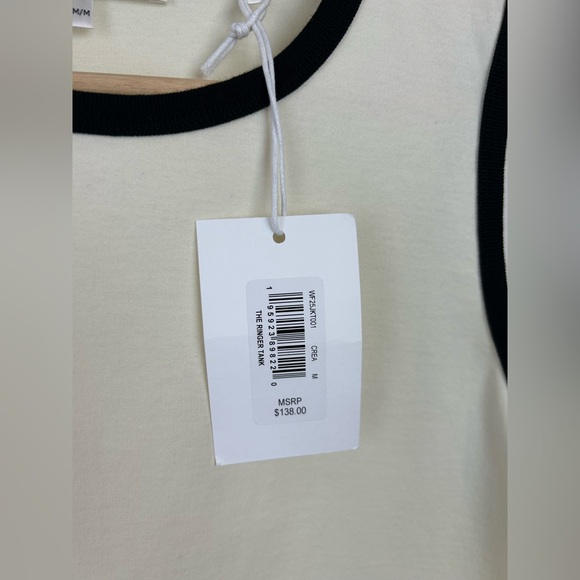 M/M
WF25JKT001 CREA M
1 95923 89822 0
THE RINGER TANK
MSRP
$138.00